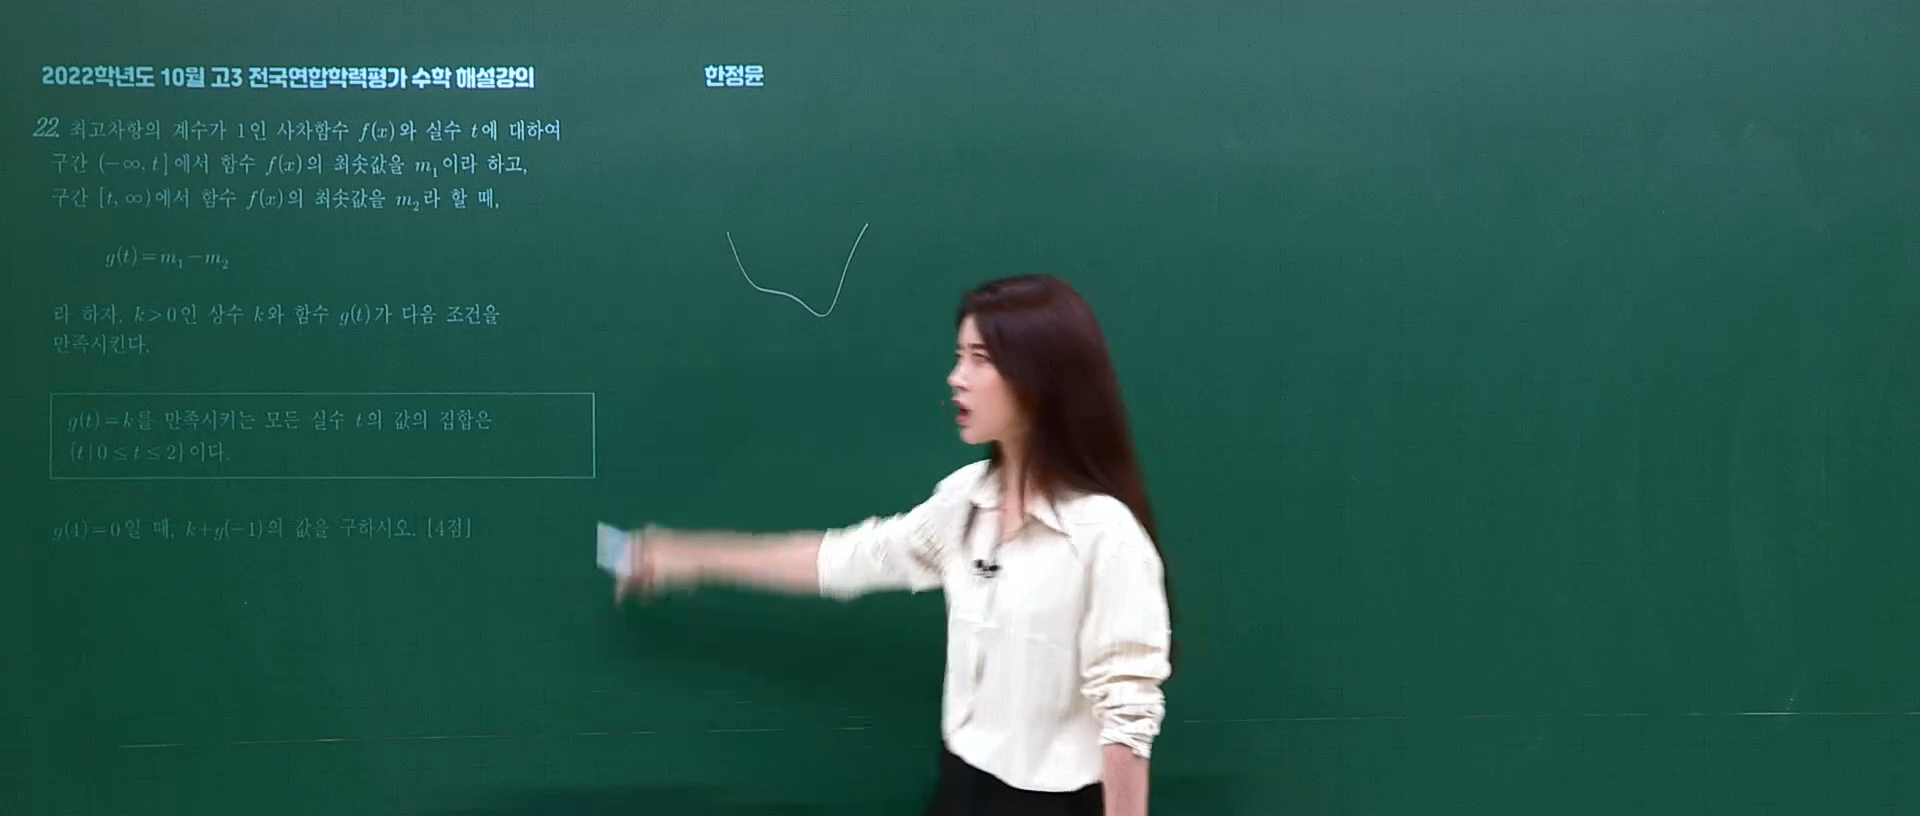 2022학년도 10월 고3 전국연합학력평가 수학 해설강의
한정윤
22. 최고차항의 계수가 1인 사차함수 f(x)와 실수 t에 대하여
구간 (-∞, t]에서 함수 f(x)의 최솟값을 m₁이라 하고,
구간 [t, ∞)에서 함수 f(x)의 최솟값을 m₂라 할 때,
g(t)=m₁-m₂
라 하자. k>0인 상수 k와 함수 g(t)가 다음 조건을
만족시킨다.
g(t)=k를 만족시키는 모든 실수 t의 값의 집합은
{t|0≤t≤2}이다.
g(4)=0일 때, k+g(-1)의 값을 구하시오. [4점]